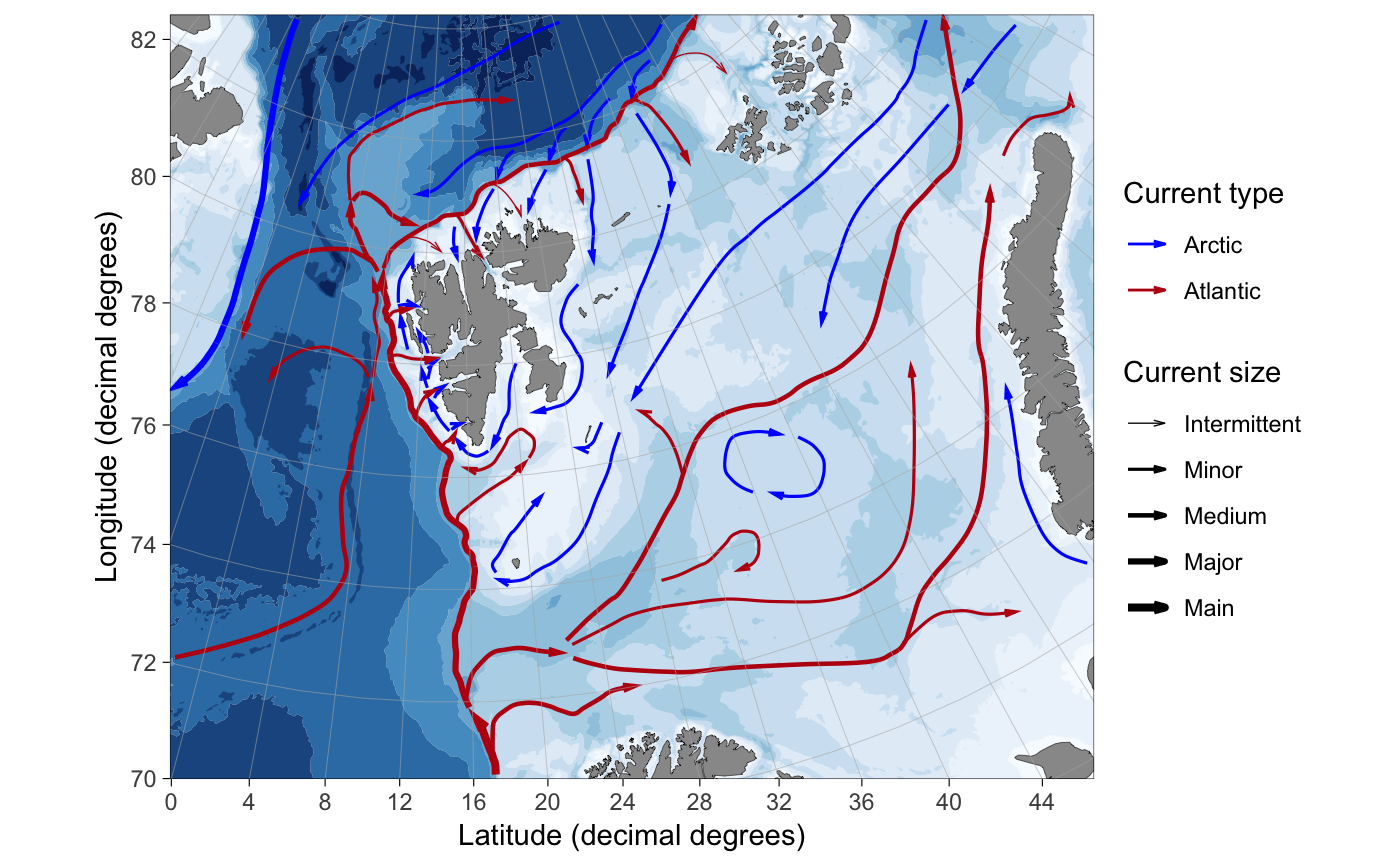 82
80
78
76
74
72
70
Longitude (decimal degrees)
0 4 8 12 16 20 24 28 32 36 40 44
Latitude (decimal degrees)
Current type
Arctic
Atlantic
Current size
Intermittent
Minor
Medium
Major
Main